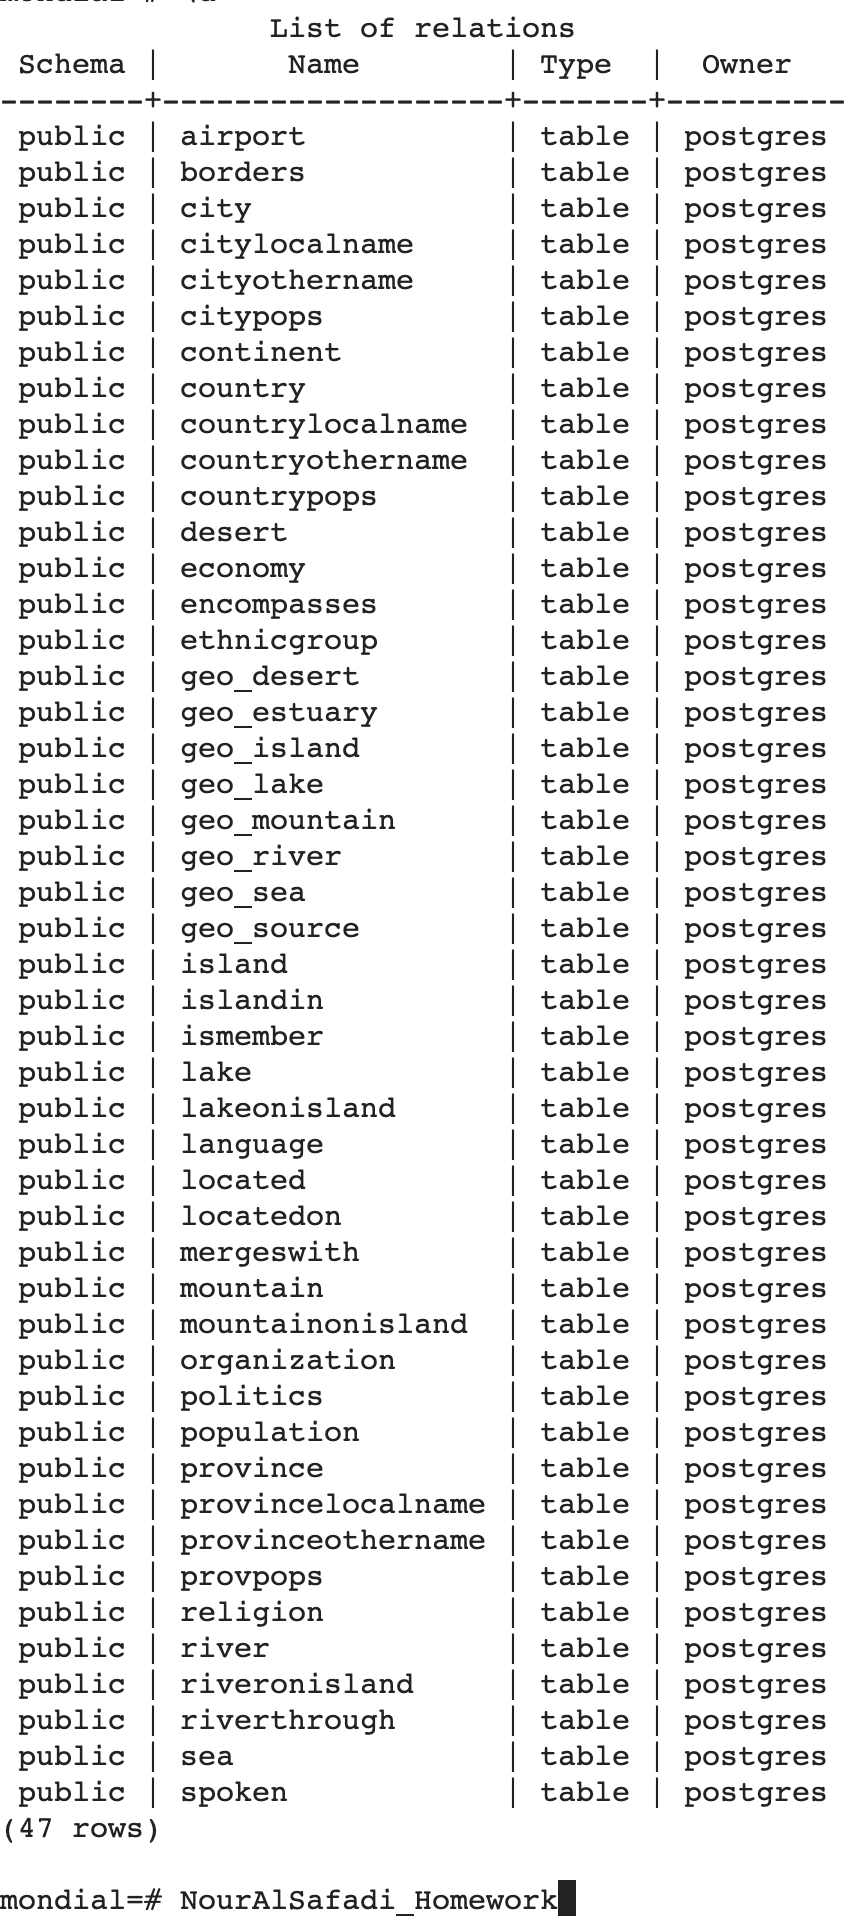 List of relations
 Schema |       Name        | Type  |  Owner
--------+-------------------+-------+----------
 public | airport           | table | postgres
 public | borders           | table | postgres
 public | city              | table | postgres
 public | citylocalname     | table | postgres
 public | cityothername     | table | postgres
 public | citypops          | table | postgres
 public | continent         | table | postgres
 public | country           | table | postgres
 public | countrylocalname  | table | postgres
 public | countryothername  | table | postgres
 public | countrypops       | table | postgres
 public | desert            | table | postgres
 public | economy           | table | postgres
 public | encompasses       | table | postgres
 public | ethnicgroup       | table | postgres
 public | geo_desert        | table | postgres
 public | geo_estuary       | table | postgres
 public | geo_island        | table | postgres
 public | geo_lake          | table | postgres
 public | geo_mountain      | table | postgres
 public | geo_river         | table | postgres
 public | geo_sea           | table | postgres
 public | geo_source        | table | postgres
 public | island            | table | postgres
 public | islandin          | table | postgres
 public | ismember          | table | postgres
 public | lake              | table | postgres
 public | lakeonisland      | table | postgres
 public | language          | table | postgres
 public | located           | table | postgres
 public | locatedon         | table | postgres
 public | mergeswith        | table | postgres
 public | mountain          | table | postgres
 public | mountainonisland  | table | postgres
 public | organization      | table | postgres
 public | politics          | table | postgres
 public | population        | table | postgres
 public | province          | table | postgres
 public | provincelocalname | table | postgres
 public | provinceothername | table | postgres
 public | provpops          | table | postgres
 public | religion          | table | postgres
 public | river             | table | postgres
 public | riveronisland     | table | postgres
 public | riverthrough      | table | postgres
 public | sea               | table | postgres
 public | spoken            | table | postgres
(47 rows)
mondial=# NourAlSafadi_Homework